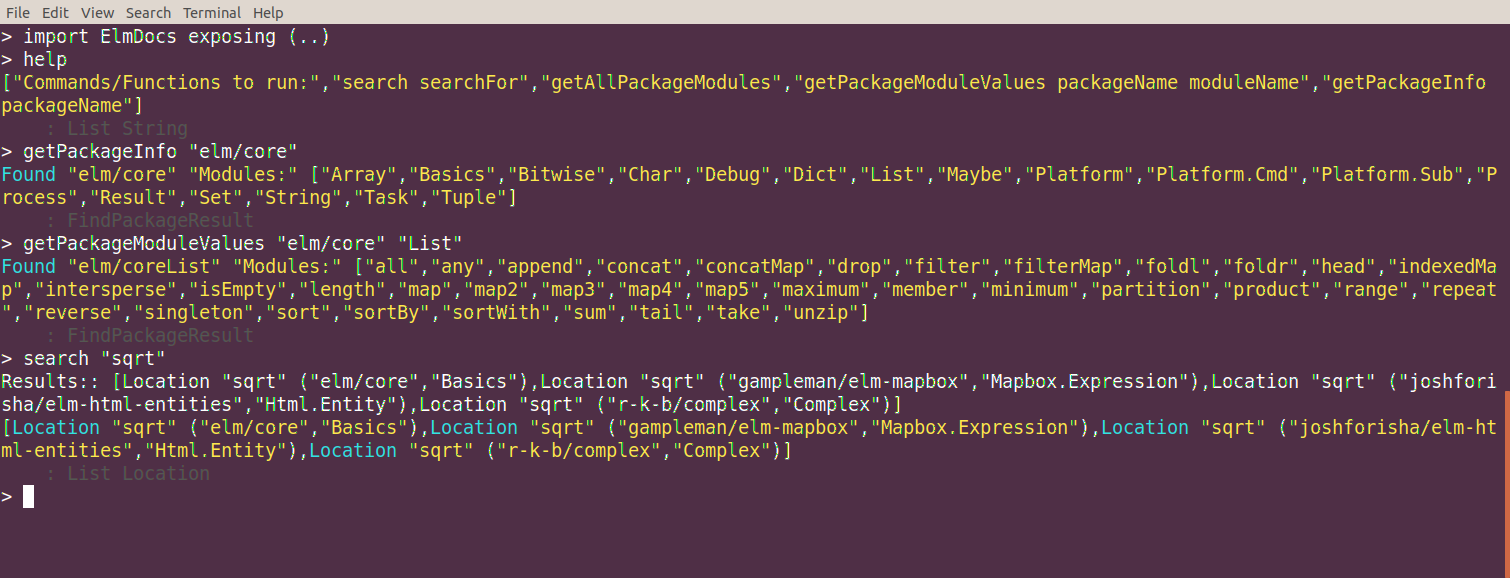 File Edit View Search Terminal Help
> import ElmDocs exposing (..)
> help
["Commands/Functions to run:","search searchFor","getAllPackageModules","getPackageModuleValues packageName moduleName","getPackageInfo
packageName"]
    : List String
> getPackageInfo "elm/core"
Found "elm/core" "Modules:" ["Array","Basics","Bitwise","Char","Debug","Dict","List","Maybe","Platform","Platform.Cmd","Platform.Sub","P
rocess","Result","Set","String","Task","Tuple"]
    : FindPackageResult
> getPackageModuleValues "elm/core" "List"
Found "elm/coreList" "Modules:" ["all","any","append","concat","concatMap","drop","filter","filterMap","foldl","foldr","head","indexedMa
p","intersperse","isEmpty","length","map","map2","map3","map4","map5","maximum","member","minimum","partition","product","range","repeat
","reverse","singleton","sort","sortBy","sortWith","sum","tail","take","unzip"]
    : FindPackageResult
> search "sqrt"
Results:: [Location "sqrt" ("elm/core","Basics"),Location "sqrt" ("gampleman/elm-mapbox","Mapbox.Expression"),Location "sqrt" ("joshfori
sha/elm-html-entities","Html.Entity"),Location "sqrt" ("r-k-b/complex","Complex")]
[Location "sqrt" ("elm/core","Basics"),Location "sqrt" ("gampleman/elm-mapbox","Mapbox.Expression"),Location "sqrt" ("joshforisha/elm-ht
ml-entities","Html.Entity"),Location "sqrt" ("r-k-b/complex","Complex")]
    : List Location
>